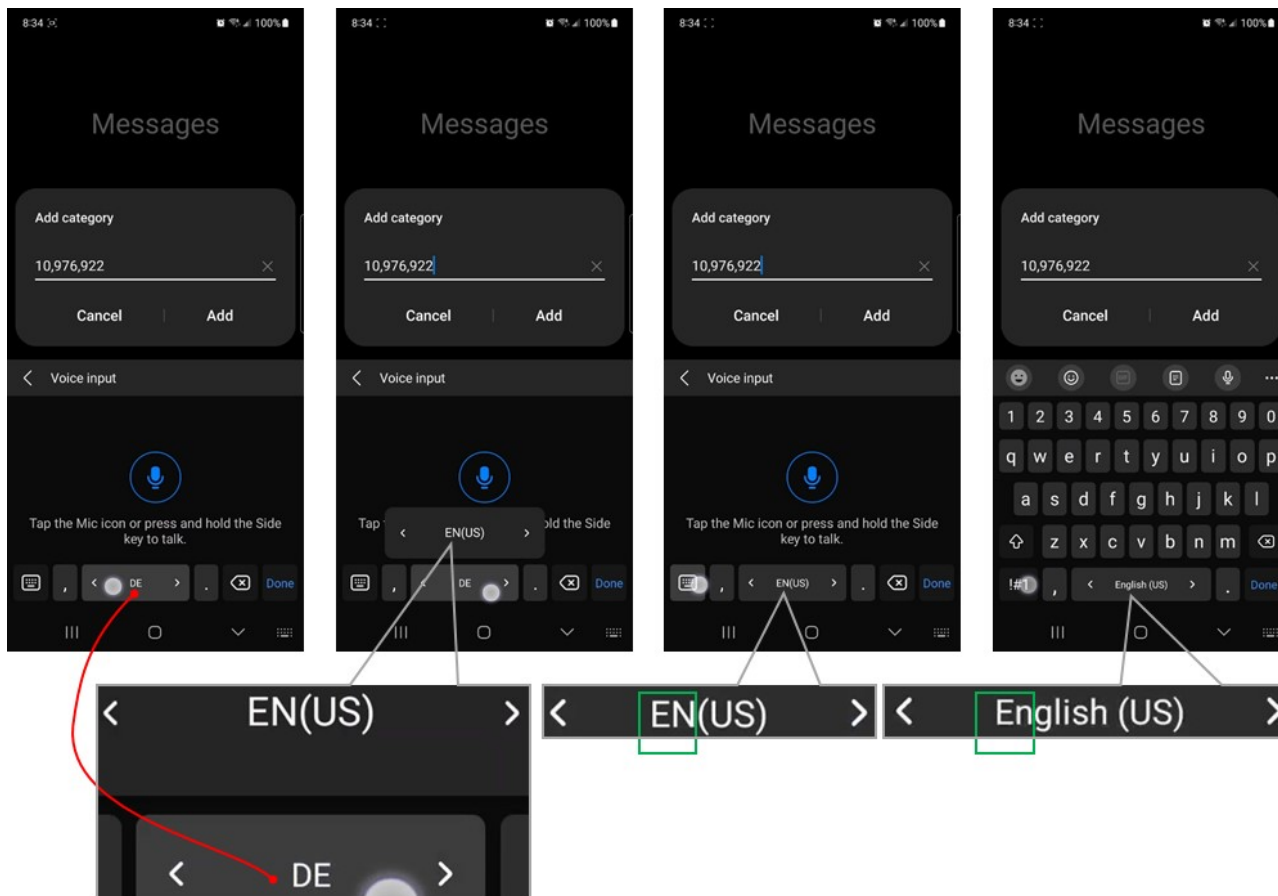 8:34 100%
Messages
Add category
10,976,922
Cancel Add
Voice input
Tap the Mic icon or press and hold the Side
key to talk.
, < DE > . Done
8:34 100%
Messages
Add category
10,976,922
Cancel Add
Voice input
Tap old the Side
< EN(US) >
, < DE > . Done
8:34 100%
Messages
Add category
10,976,922
Cancel Add
Voice input
Tap the Mic icon or press and hold the Side
key to talk.
, < EN(US) > . Done
8:34 100%
Messages
Add category
10,976,922
Cancel Add
1 2 3 4 5 6 7 8 9 0
q w e r t y u i o p
a s d f g h j k l
z x c v b n m
!#1 , < English (US) > . Done
< EN(US) >
< DE >
< EN(US) >
< English (US) >